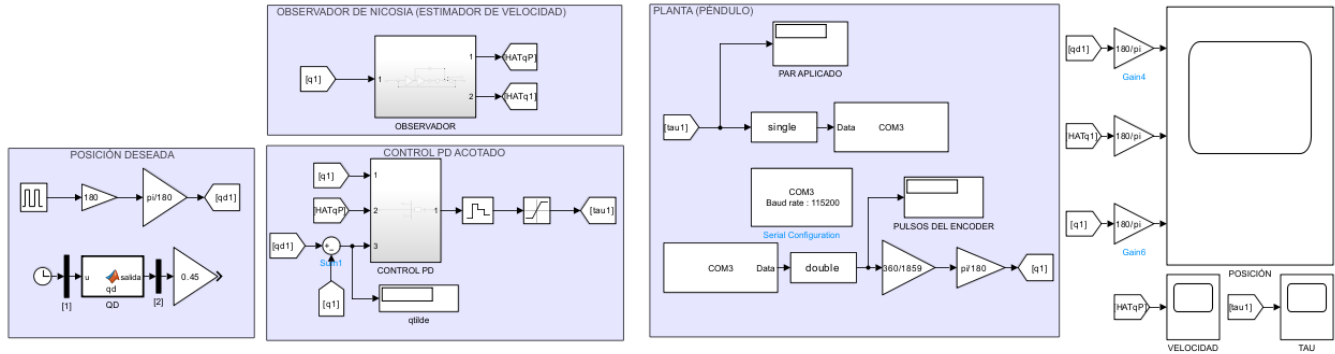 OBSERVADOR DE NICOSIA (ESTIMADOR DE VELOCIDAD)
[q1]
1
1
2
[HATqP]
[HATq1]
OBSERVADOR
POSICIÓN DESEADA
180
pi/180
[qd1]
[1]
u
salida
qd
QD
[2]
0.45
CONTROL PD ACOTADO
[q1]
1
[HATqP]
2
1
[qd1]
3
Sum1
CONTROL PD
[tau1]
[q1]
qtilde
PLANTA (PÉNDULO)
PAR APLICADO
[tau1]
single
Data
COM3
COM3
Baud rate : 115200
Serial Configuration
PULSOS DEL ENCODER
COM3
Data
double
360/1859
pi/180
[q1]
[qd1]
180/pi
Gain4
[HATq1]
180/pi
[q1]
180/pi
Gain6
POSICIÓN
[HATqP]
VELOCIDAD
[tau1]
TAU